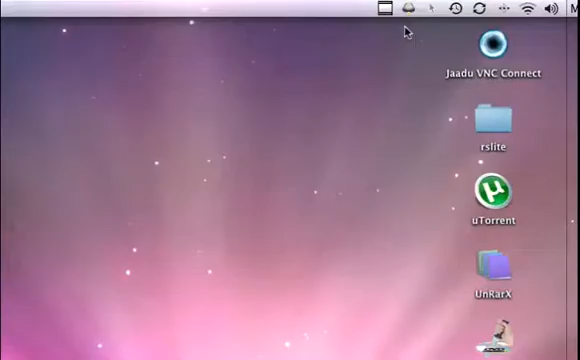 M
Jaadu VNC Connect
rslite
µ
uTorrent
UnRarX